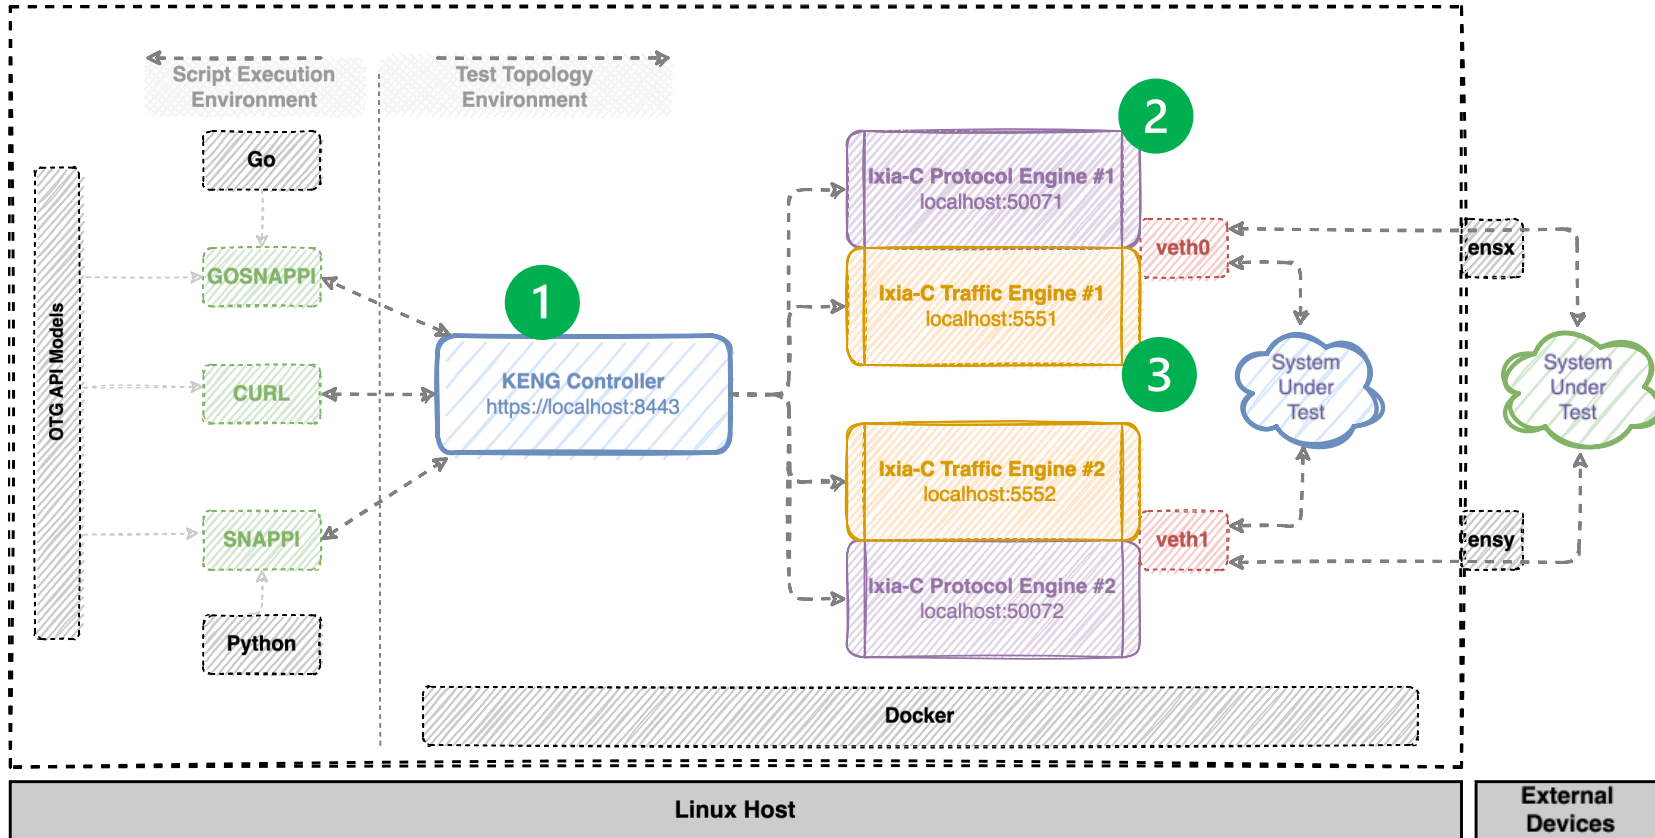 Script Execution
Environment
Test Topology
Environment
Go
GOSNAPPI
CURL
SNAPPI
Python
OTG API Models
1
KENG Controller
https://localhost:8443
2
Ixia-C Protocol Engine #1
localhost:50071
Ixia-C Traffic Engine #1
localhost:5551
3
Ixia-C Traffic Engine #2
localhost:5552
Ixia-C Protocol Engine #2
localhost:50072
veth0
veth1
System
Under
Test
ensx
ensy
System
Under
Test
Docker
Linux Host
External
Devices